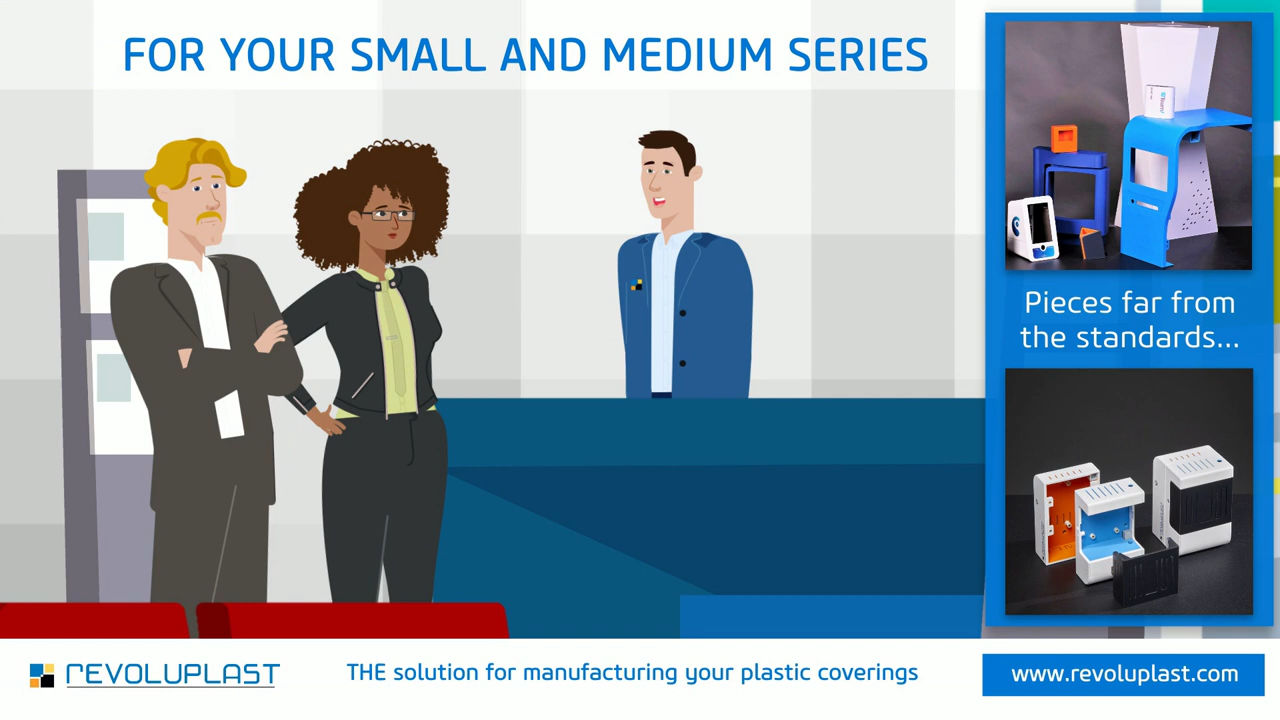 FOR YOUR SMALL AND MEDIUM SERIES
Pieces far from
the standards...
REVOLUPLAST
THE solution for manufacturing your plastic coverings
www.revoluplast.com